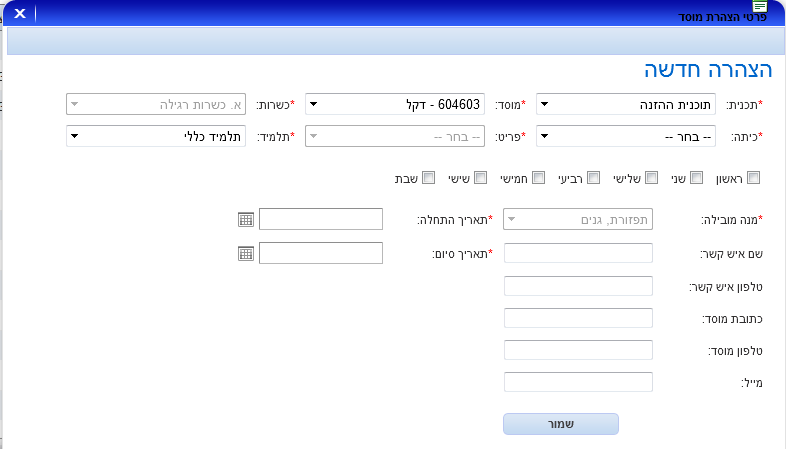 פרטי הצהרת מוסד
הצהרה חדשה
*תכנית: תוכנית ההזנה *מוסד: 604603 - דקל *כשרות: א. כשרות רגילה
*כיתה: -- בחר -- *פריט: -- בחר -- *תלמיד: תלמיד כללי
ראשון שני שלישי רביעי חמישי שישי שבת
*מנה מובילה: תפזורת, גנים *תאריך התחלה:
שם איש קשר: *תאריך סיום:
טלפון איש קשר:
כתובת מוסד:
טלפון מוסד:
מייל:
שמור